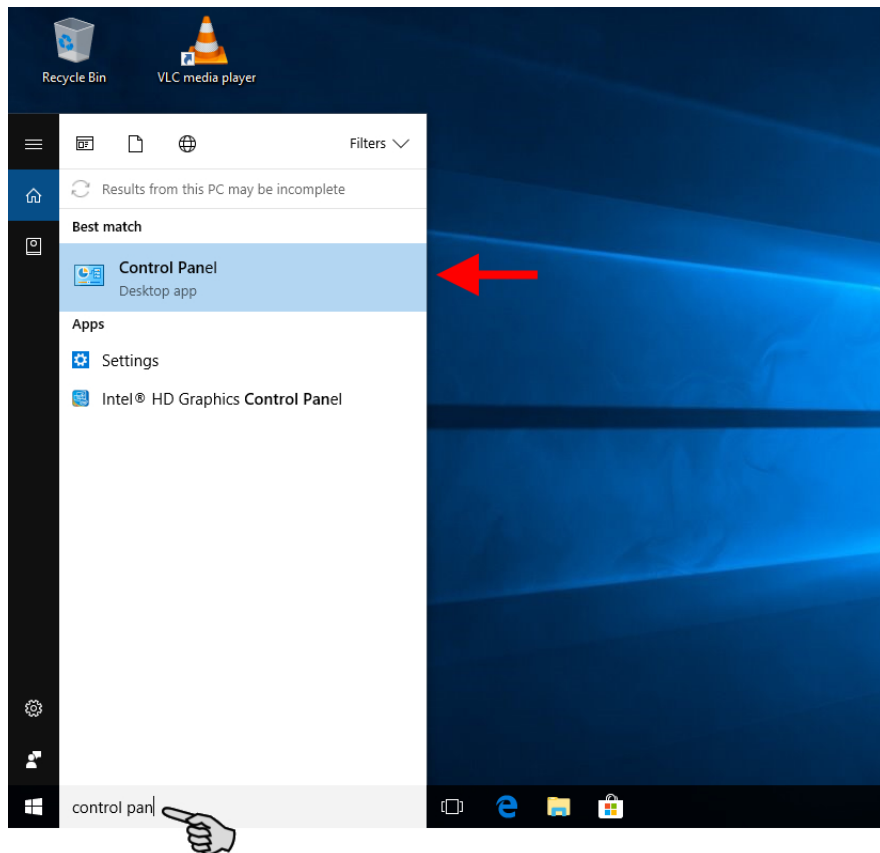 Recycle Bin
VLC media player
Filters
Results from this PC may be incomplete
Best match
Control Panel
Desktop app
Apps
Settings
Intel® HD Graphics Control Panel
control pan